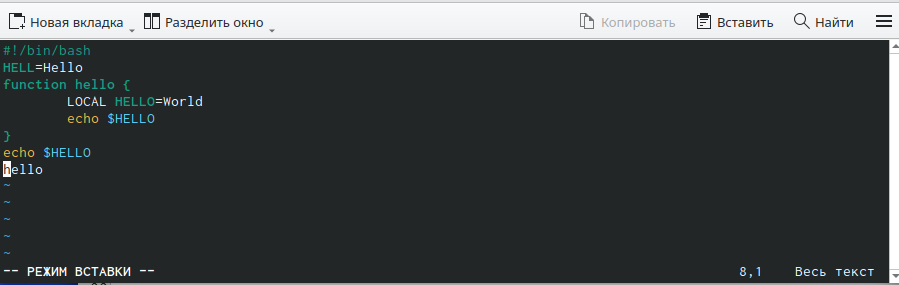 Новая вкладка Разделить окно Копировать Вставить Найти
#!/bin/bash
HELL=Hello
function hello {
LOCAL HELLO=World
echo $HELLO
}
echo $HELLO
hello
~
~
~
~
~
-- РЕЖИМ ВСТАВКИ -- 8,1 Весь текст